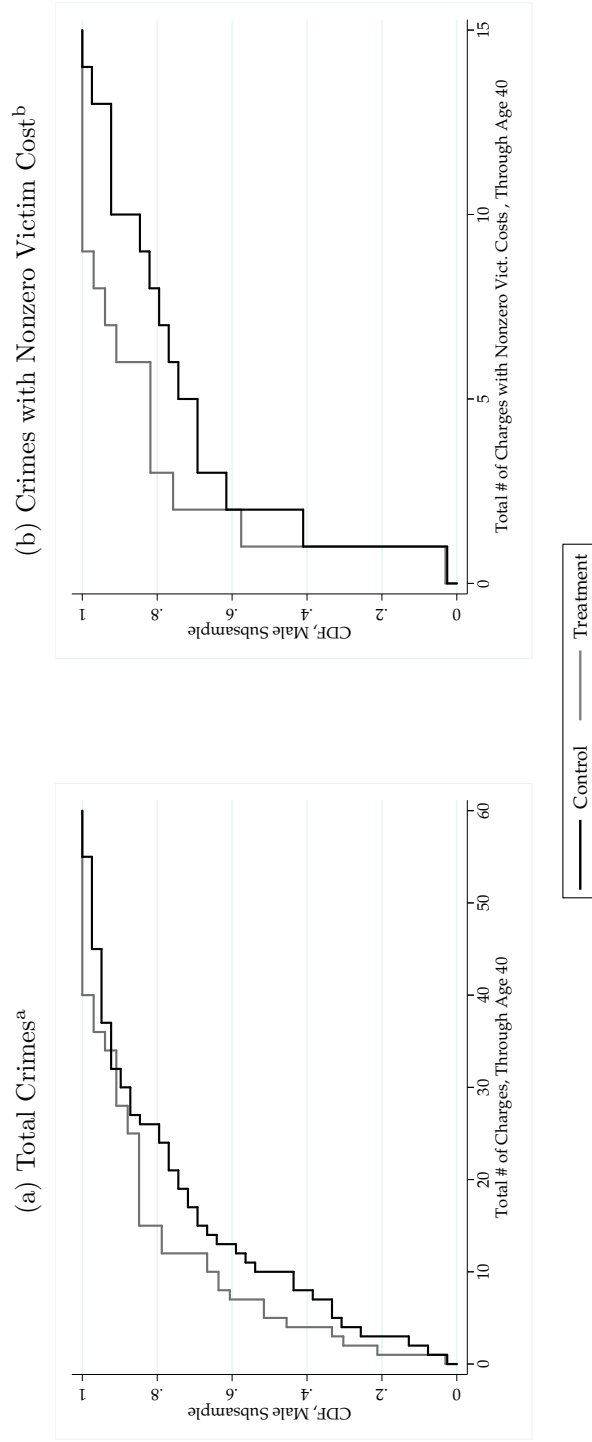 (a) Total Crimesᵃ
CDF, Male Subsample
0 .2 .4 .6 .8 1
0 10 20 30 40 50 60
Total # of Charges, Through Age 40
(b) Crimes with Nonzero Victim Costᵇ
CDF, Male Subsample
0 .2 .4 .6 .8 1
0 5 10 15
Total # of Charges with Nonzero Vict. Costs , Through Age 40
Control Treatment